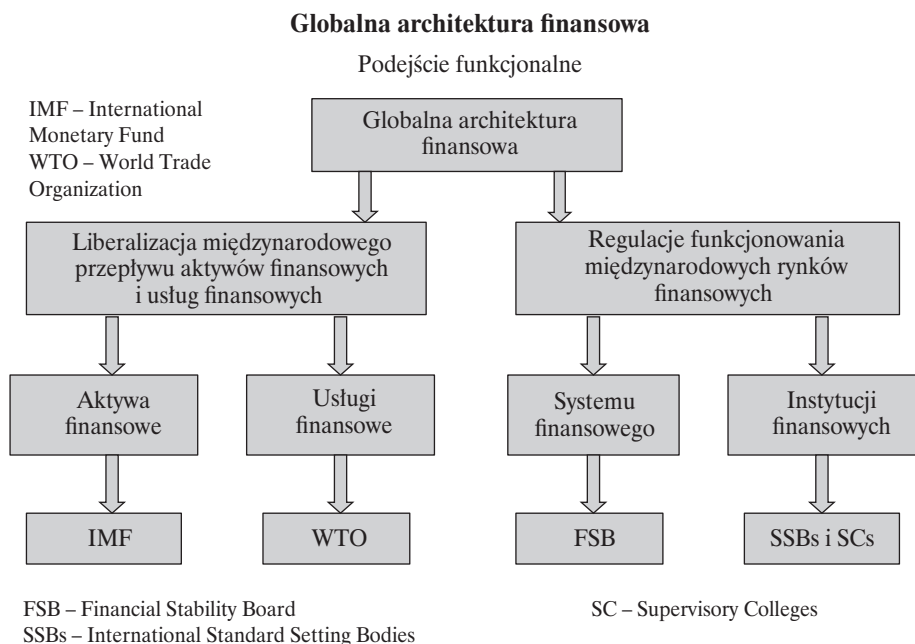 Globalna architektura finansowa
Podejście funkcjonalne
IMF – International
Monetary Fund
WTO – World Trade
Organization
Globalna architektura
finansowa
Liberalizacja międzynarodowego
przepływu aktywów finansowych
i usług finansowych
Regulacje funkcjonowania
międzynarodowych rynków
finansowych
Aktywa
finansowe
Usługi
finansowe
Systemu
finansowego
Instytucji
finansowych
IMF
WTO
FSB
SSBs i SCs
FSB – Financial Stability Board
SSBs – International Standard Setting Bodies
SC – Supervisory Colleges